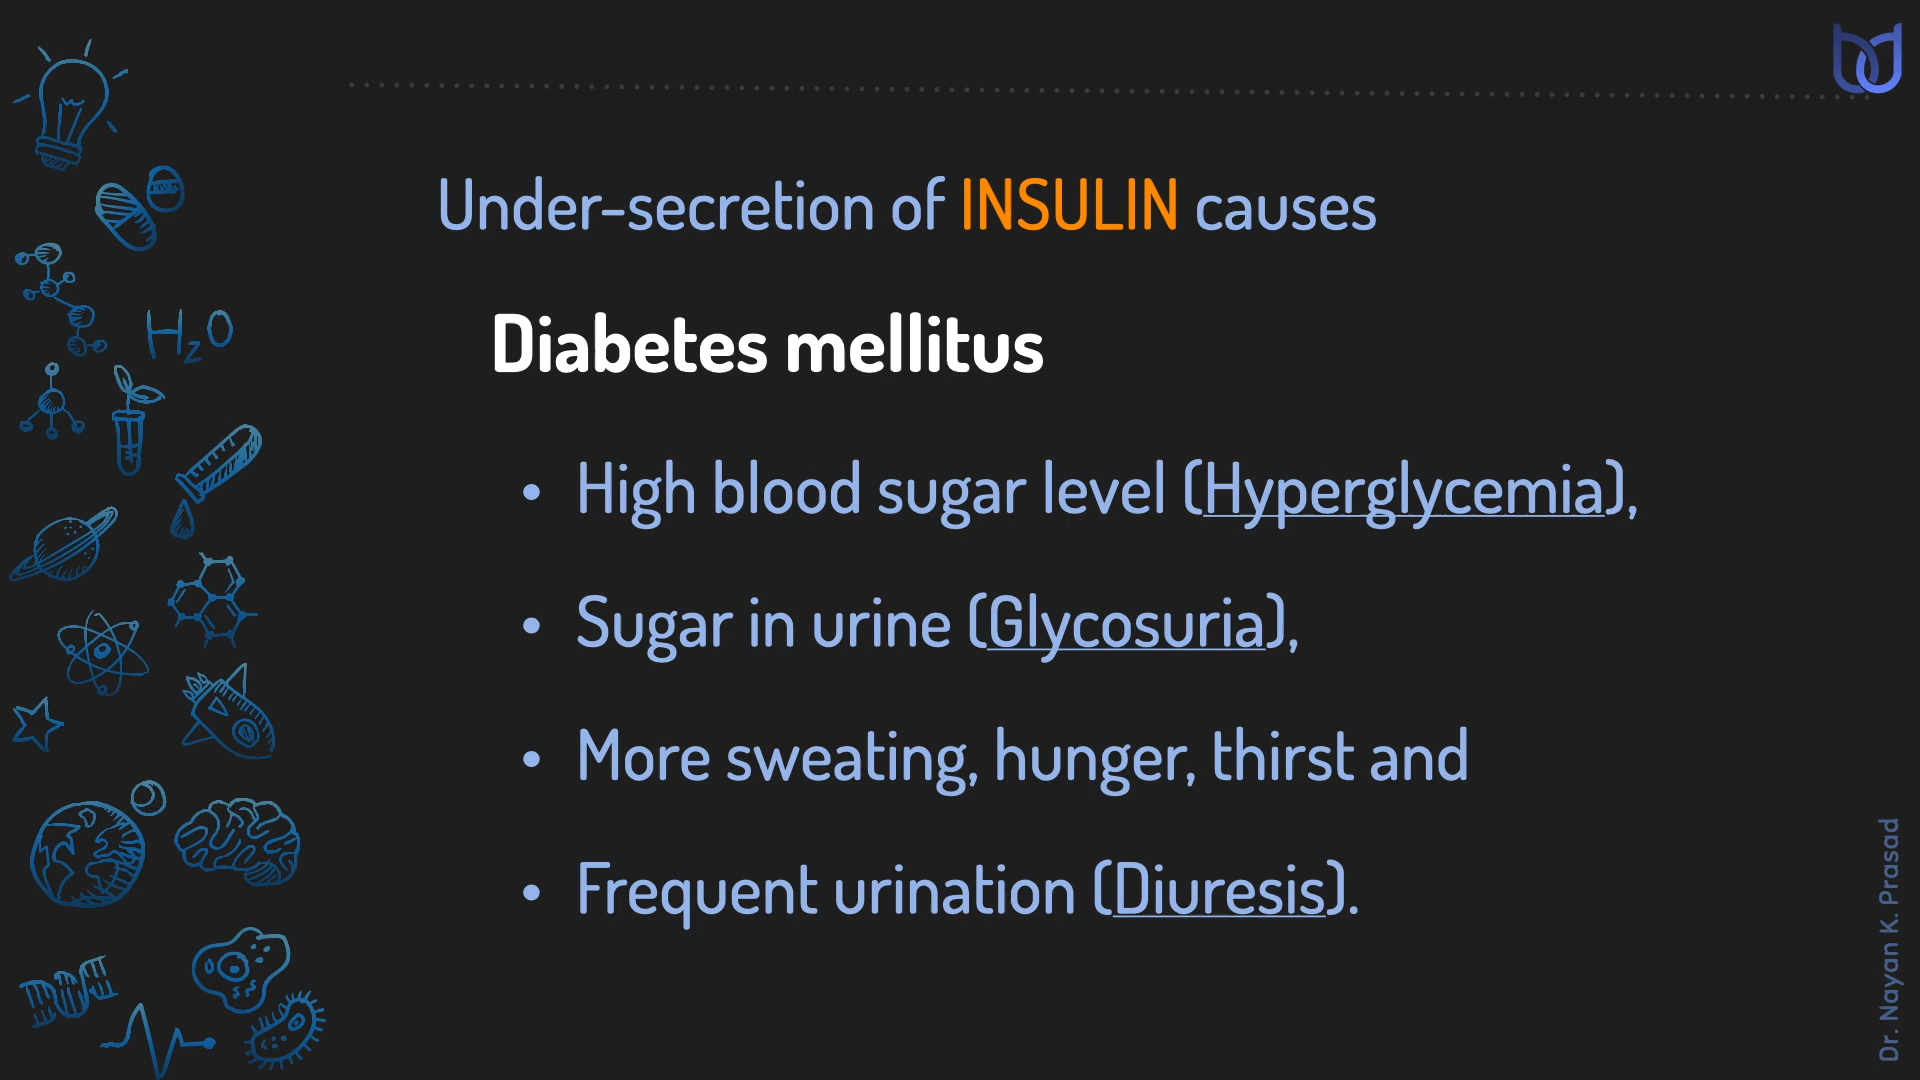 Under-secretion of INSULIN causes
Diabetes mellitus
• High blood sugar level (Hyperglycemia),
• Sugar in urine (Glycosuria),
• More sweating, hunger, thirst and
• Frequent urination (Diuresis).
H₂O
Dr. Nayan K. Prasad